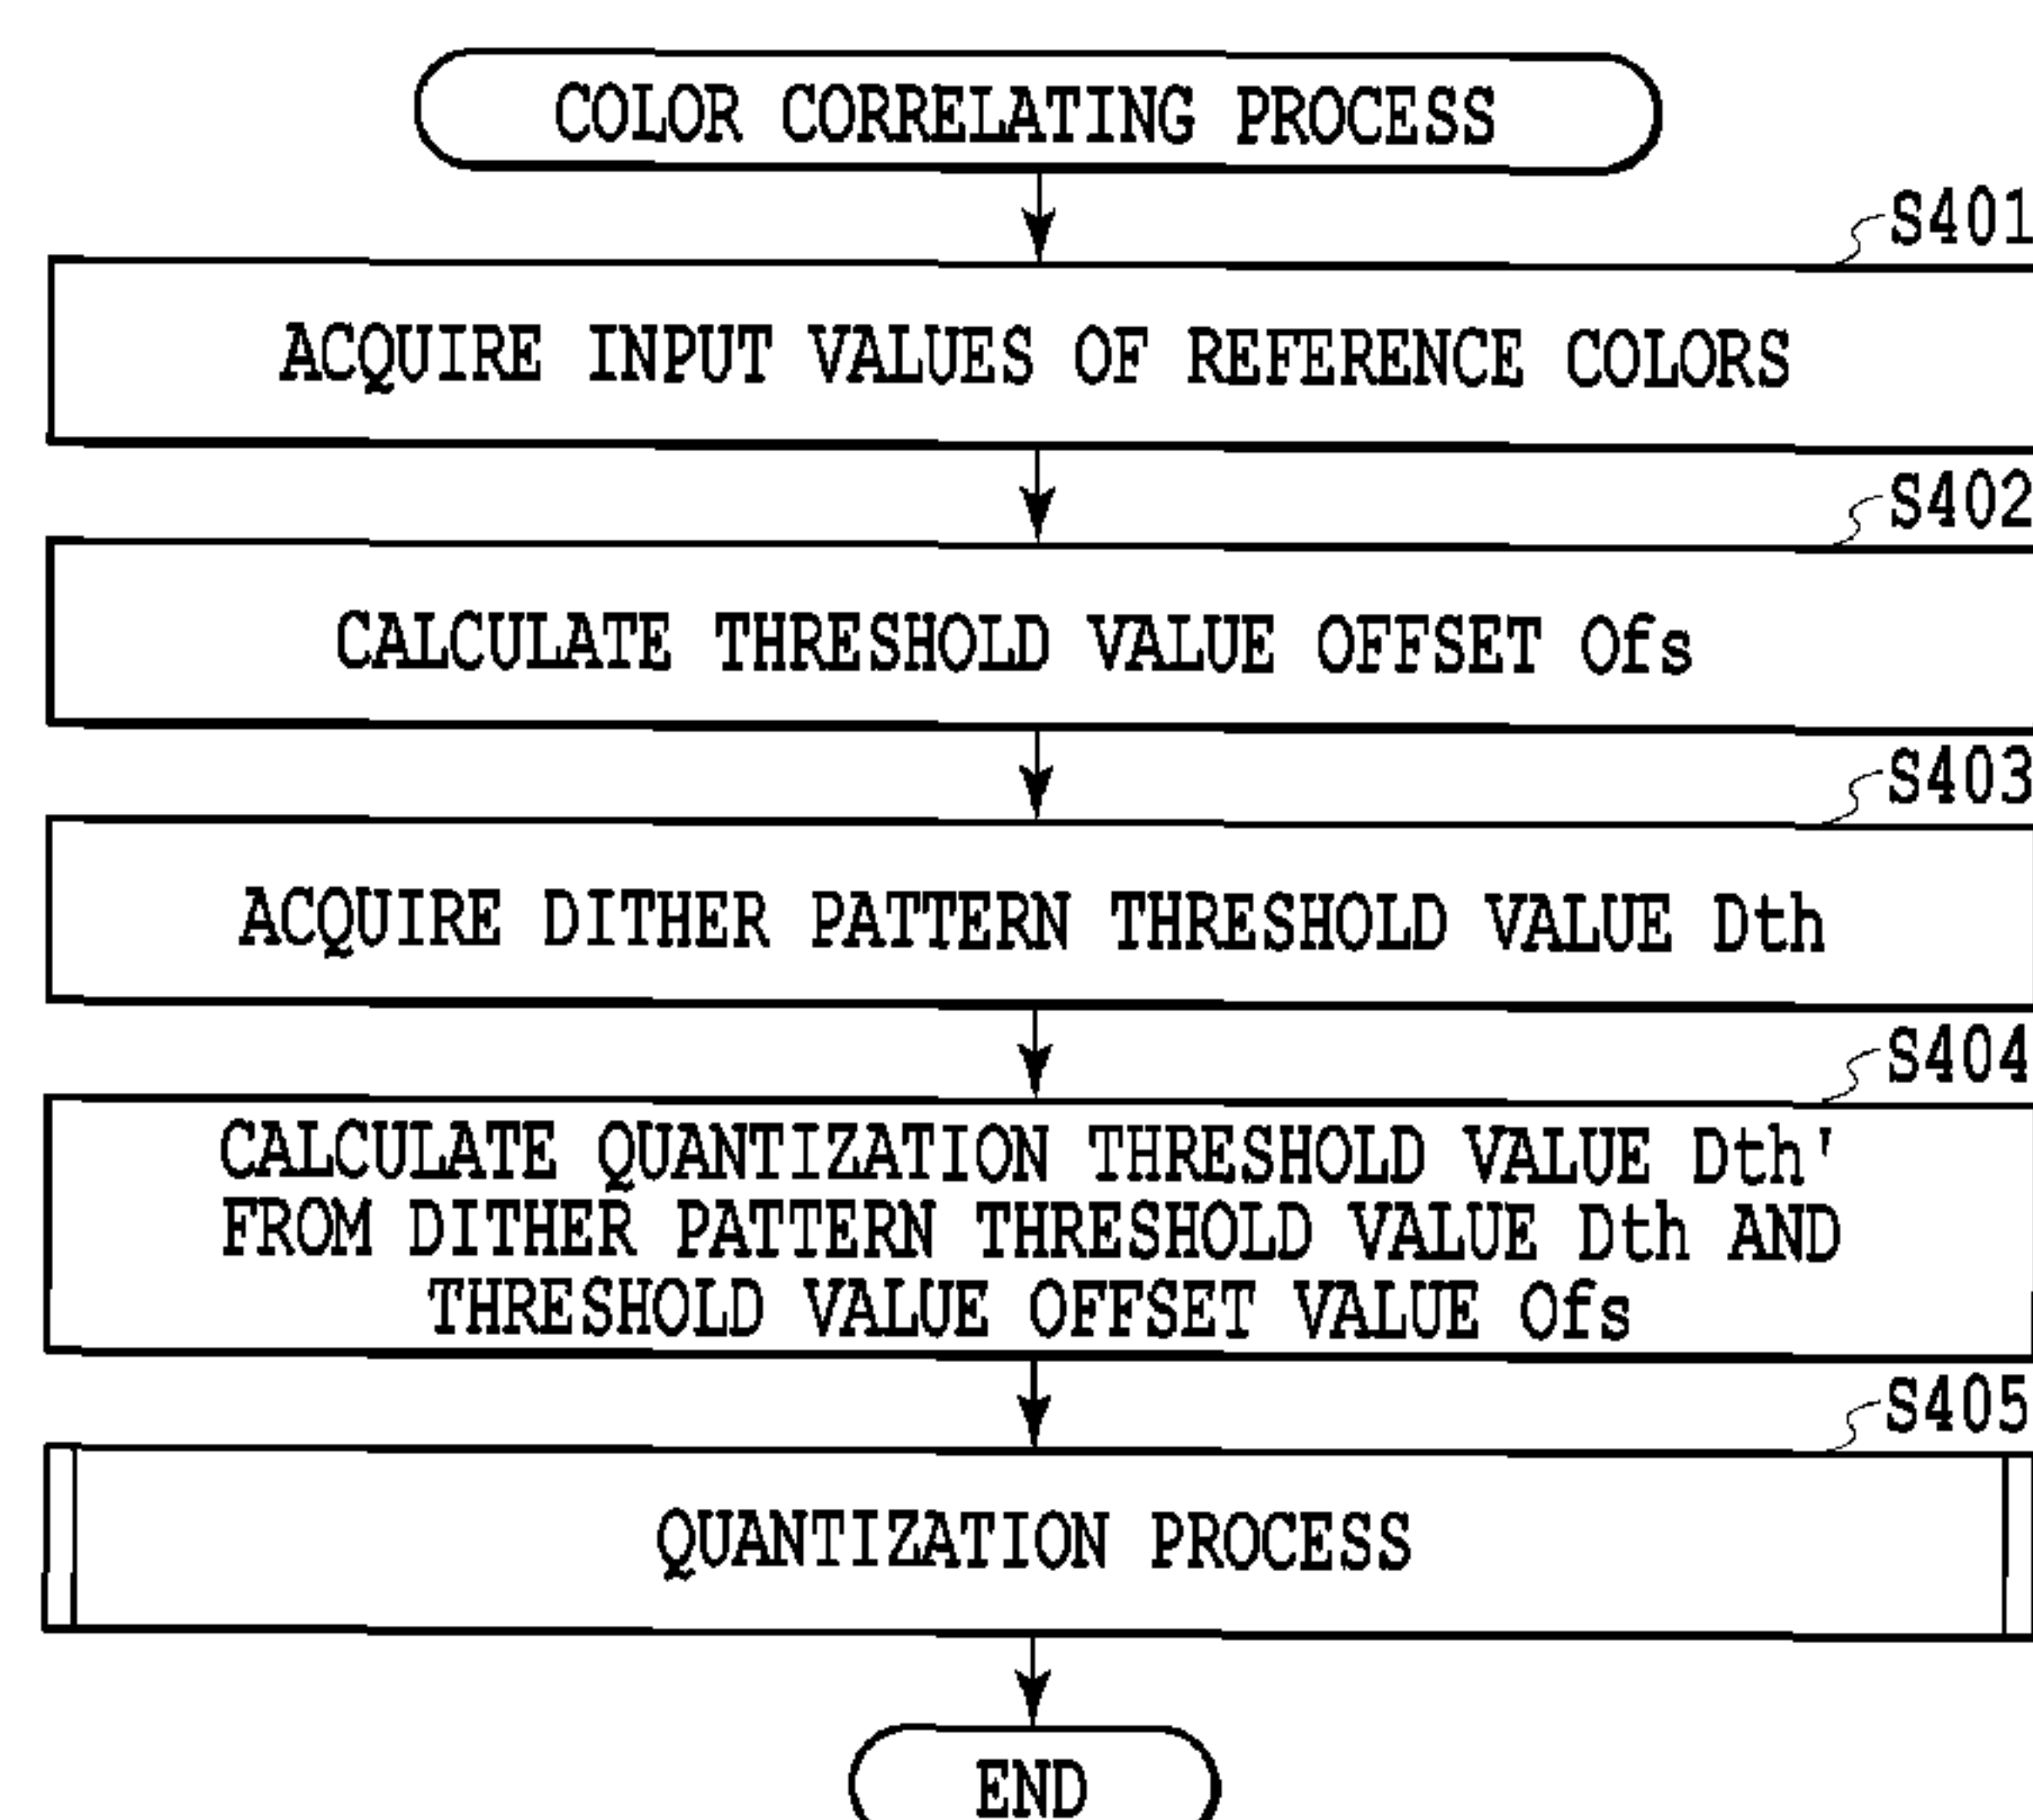 COLOR CORRELATING PROCESS
S401
ACQUIRE INPUT VALUES OF REFERENCE COLORS
S402
CALCULATE THRESHOLD VALUE OFFSET Ofs
S403
ACQUIRE DITHER PATTERN THRESHOLD VALUE Dth
S404
CALCULATE QUANTIZATION THRESHOLD VALUE Dth'
FROM DITHER PATTERN THRESHOLD VALUE Dth AND
THRESHOLD VALUE OFFSET VALUE Ofs
S405
QUANTIZATION PROCESS
END